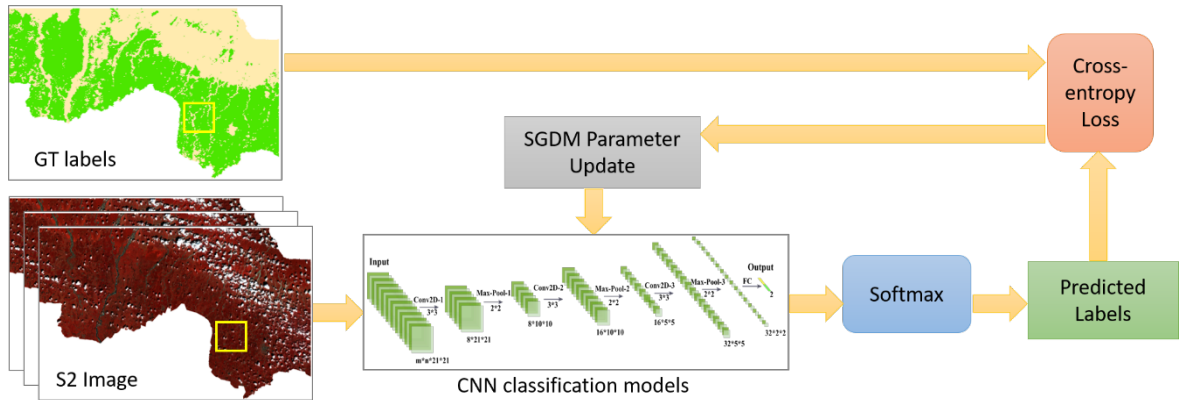 GT labels
Cross-
entropy
Loss
SGDM Parameter
Update
S2 Image
Input
Conv2D-1
3*3
Max-Pool-1
2*2
Conv2D-2
3*3
Max-Pool-2
2*2
Conv2D-3
3*3
Max-Pool-3
2*2
FC
Output
2
m*n*21*21
8*21*21
8*10*10
16*10*10
16*5*5
32*5*5
32*2*2
CNN classification models
Softmax
Predicted
Labels